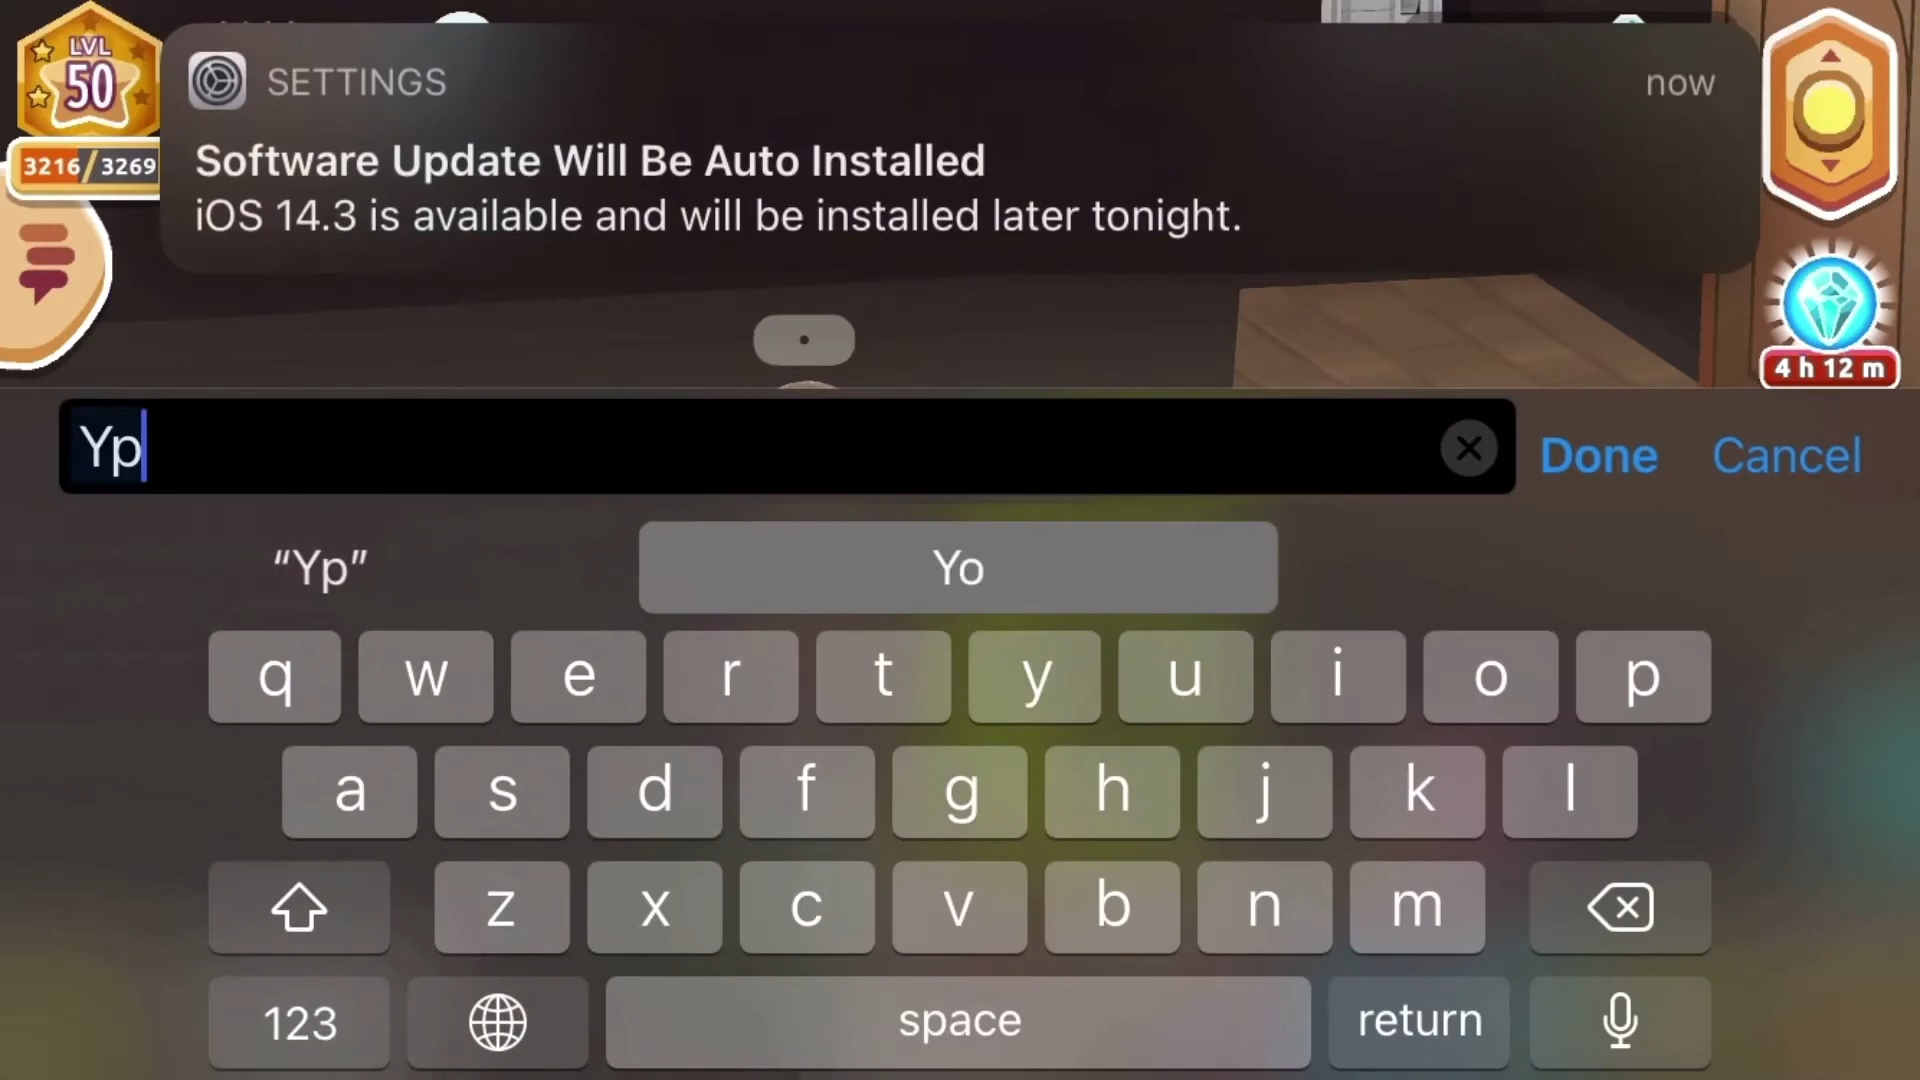 LVL
50
3216/3269
SETTINGS
now
Software Update Will Be Auto Installed
iOS 14.3 is available and will be installed later tonight.
4 h 12 m
Yp
Done
Cancel
“Yp”
Yo
q w e r t y u i o p
a s d f g h j k l
z x c v b n m
123
space
return